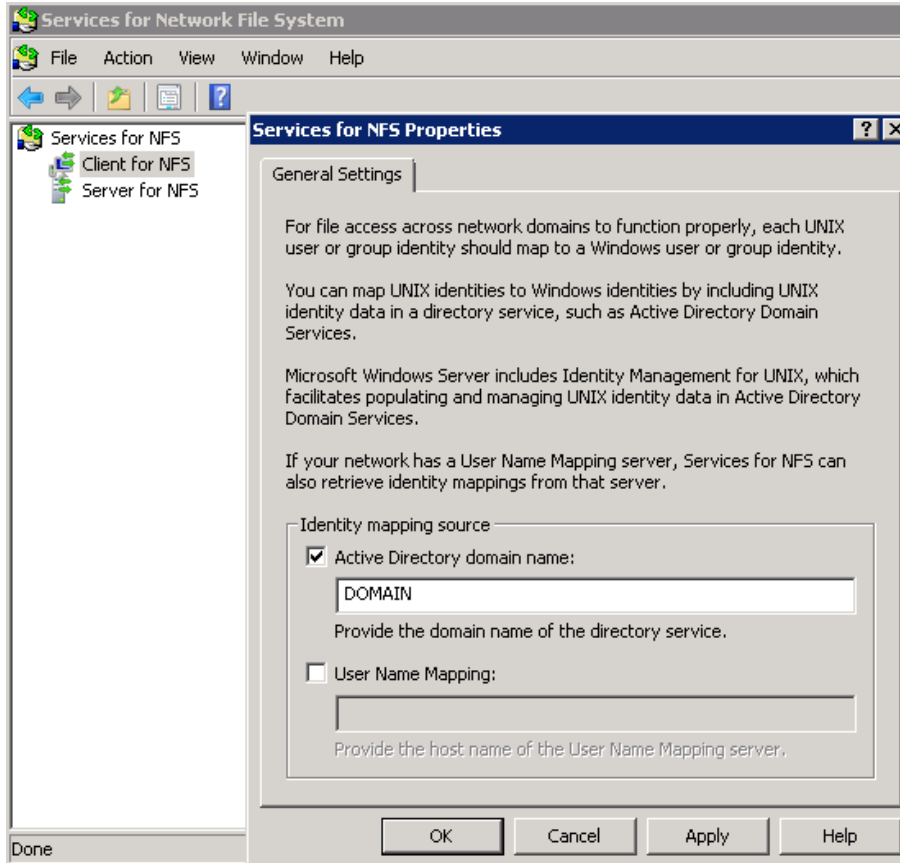 Services for Network File System
File Action View Window Help
Services for NFS
Client for NFS
Server for NFS
Done
Services for NFS Properties
General Settings
For file access across network domains to function properly, each UNIX
user or group identity should map to a Windows user or group identity.
You can map UNIX identities to Windows identities by including UNIX
identity data in a directory service, such as Active Directory Domain
Services.
Microsoft Windows Server includes Identity Management for UNIX, which
facilitates populating and managing UNIX identity data in Active Directory
Domain Services.
If your network has a User Name Mapping server, Services for NFS can
also retrieve identity mappings from that server.
Identity mapping source
Active Directory domain name:
DOMAIN
Provide the domain name of the directory service.
User Name Mapping:
Provide the host name of the User Name Mapping server.
OK Cancel Apply Help